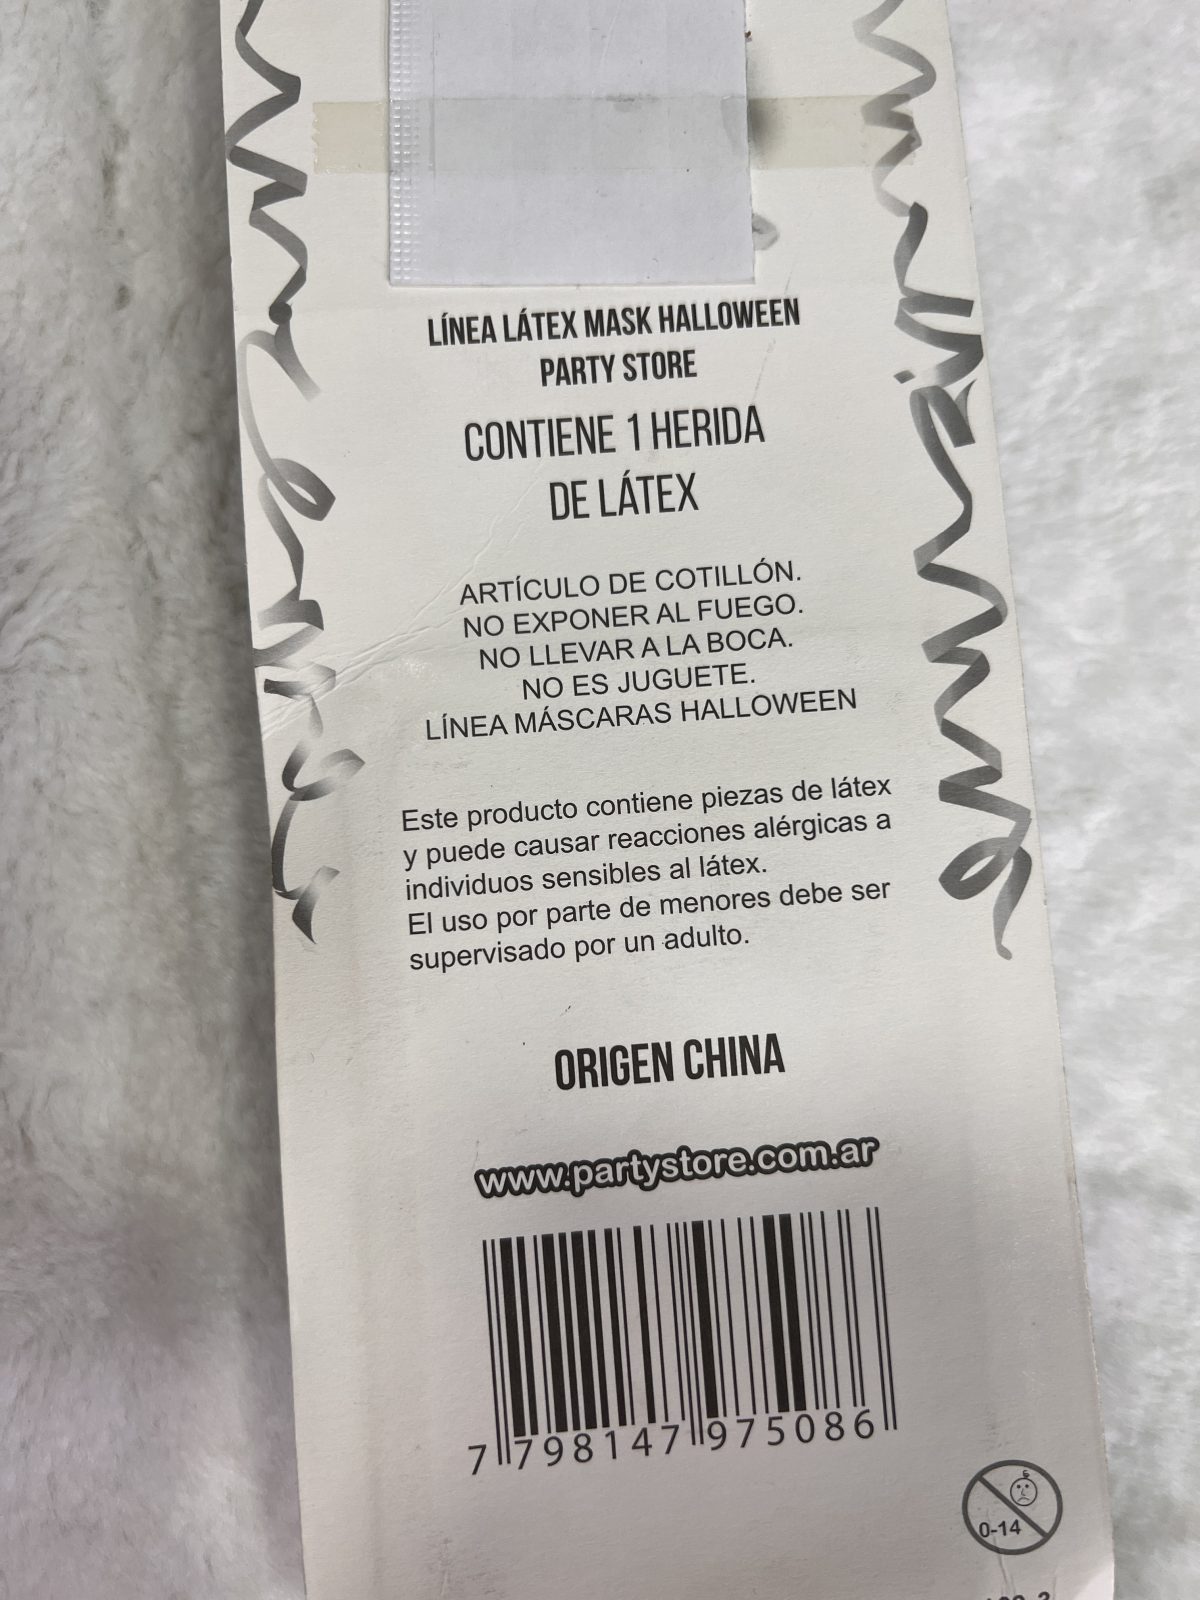 LÍNEA LÁTEX MASK HALLOWEEN
PARTY STORE
CONTIENE 1 HERIDA
DE LÁTEX
ARTÍCULO DE COTILLÓN.
NO EXPONER AL FUEGO.
NO LLEVAR A LA BOCA.
NO ES JUGUETE.
LÍNEA MÁSCARAS HALLOWEEN
Este producto contiene piezas de látex
y puede causar reacciones alérgicas a
individuos sensibles al látex.
El uso por parte de menores debe ser
supervisado por un adulto.
ORIGEN CHINA
www.partystore.com.ar
7 798147 975086
0-14